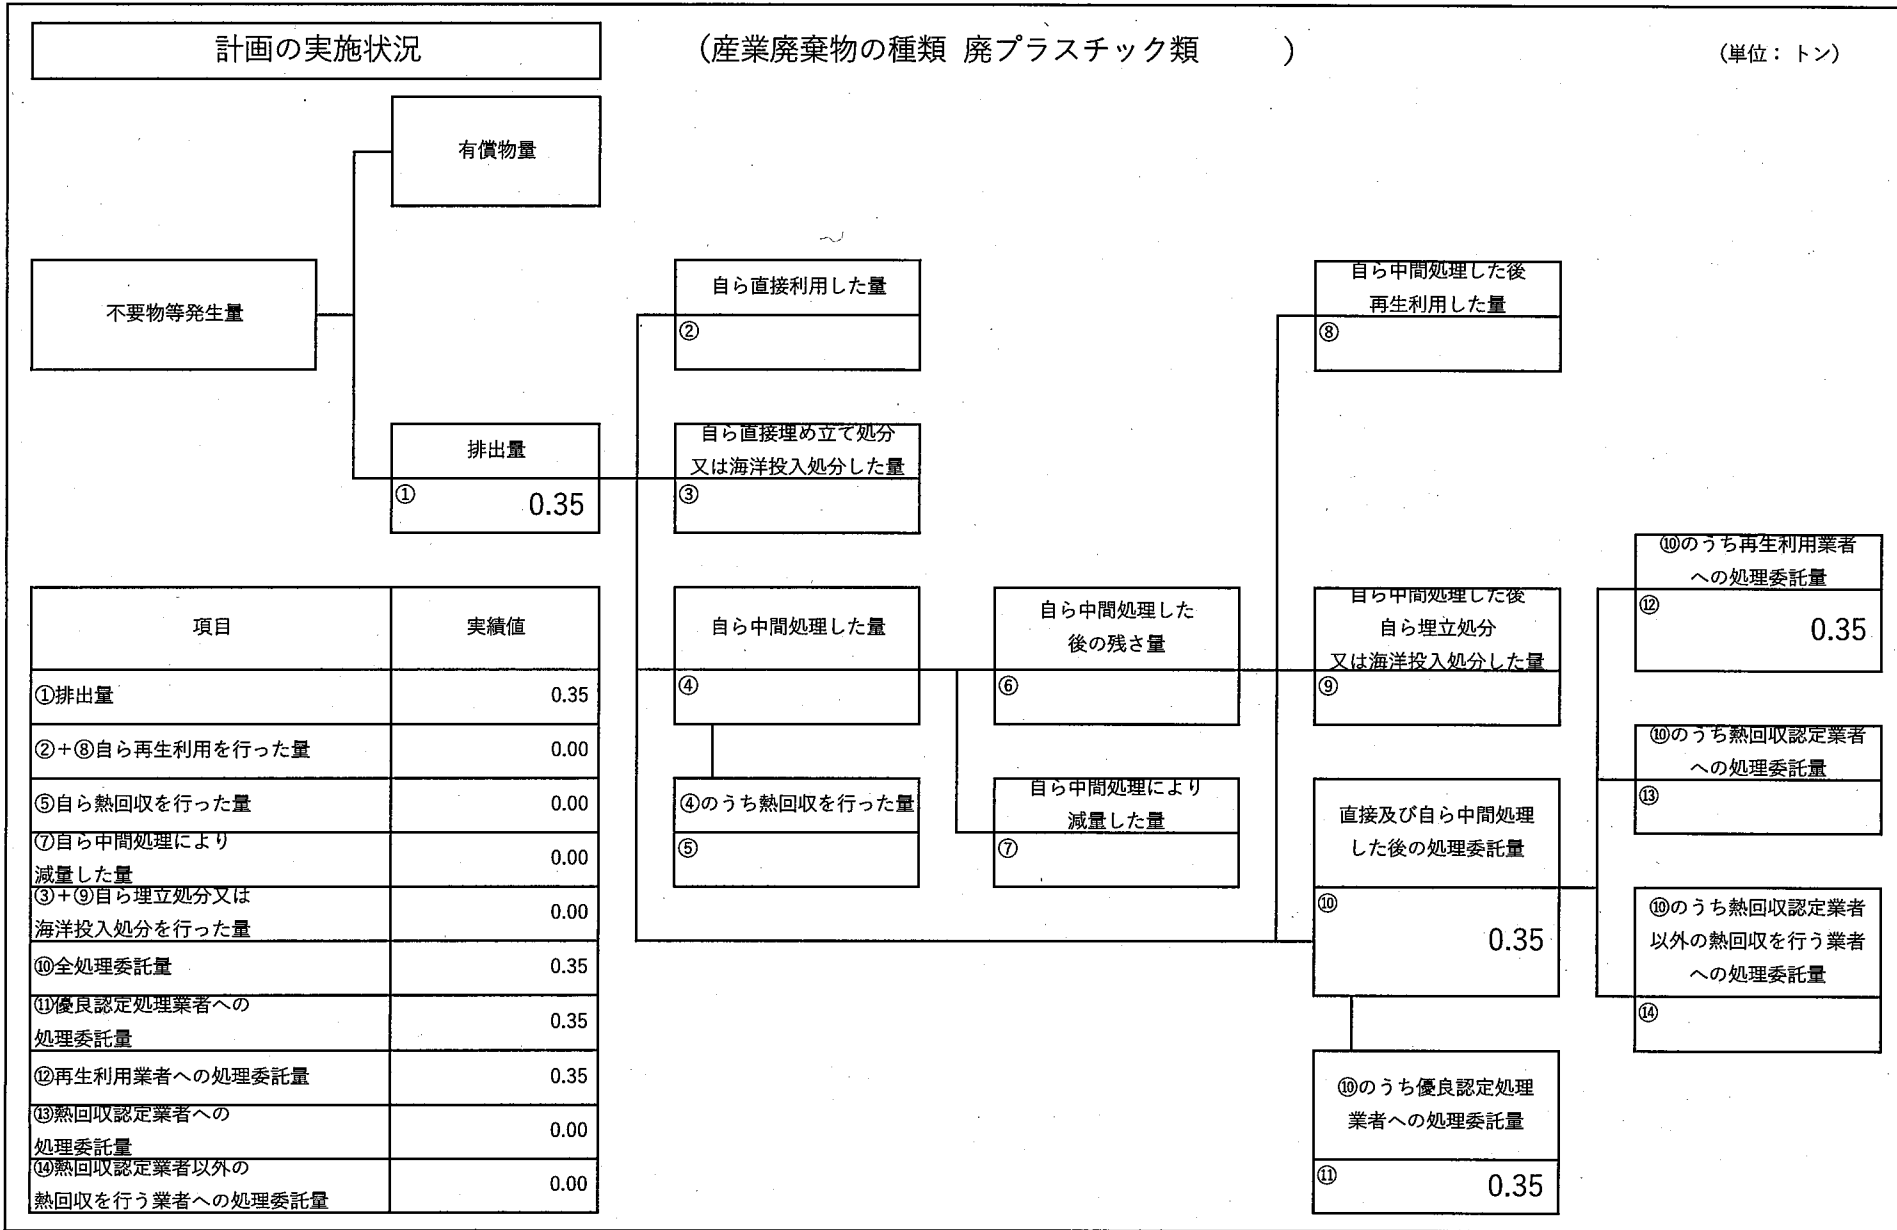 計画の実施状況
(産業廃棄物の種類 廃プラスチック類 )
(単位：トン)
有償物量
不要物等発生量
自ら直接利用した量
②
自ら中間処理した後
再生利用した量
⑧
排出量
① 0.35
自ら直接埋め立て処分
又は海洋投入処分した量
③
⑩のうち再生利用業者
への処理委託量
⑫
0.35
自ら中間処理した量
④
自ら中間処理した
後の残さ量
⑥
自ら中間処理した後
自ら埋立処分
又は海洋投入処分した量
⑨
⑩のうち熱回収認定業者
への処理委託量
⑬
④のうち熱回収を行った量
⑤
自ら中間処理により
減量した量
⑦
直接及び自ら中間処理
した後の処理委託量
⑩
0.35
⑩のうち熱回収認定業者
以外の熱回収を行う業者
への処理委託量
⑭
⑩のうち優良認定処理
業者への処理委託量
⑪ 0.35
項目 実績値
①排出量 0.35
②+⑧自ら再生利用を行った量 0.00
⑤自ら熱回収を行った量 0.00
⑦自ら中間処理により
減量した量 0.00
③+⑨自ら埋立処分又は
海洋投入処分を行った量 0.00
⑩全処理委託量 0.35
⑪優良認定処理業者への
処理委託量 0.35
⑫再生利用業者への処理委託量 0.35
⑬熱回収認定業者への
処理委託量 0.00
⑭熱回収認定業者以外の
熱回収を行う業者への処理委託量 0.00